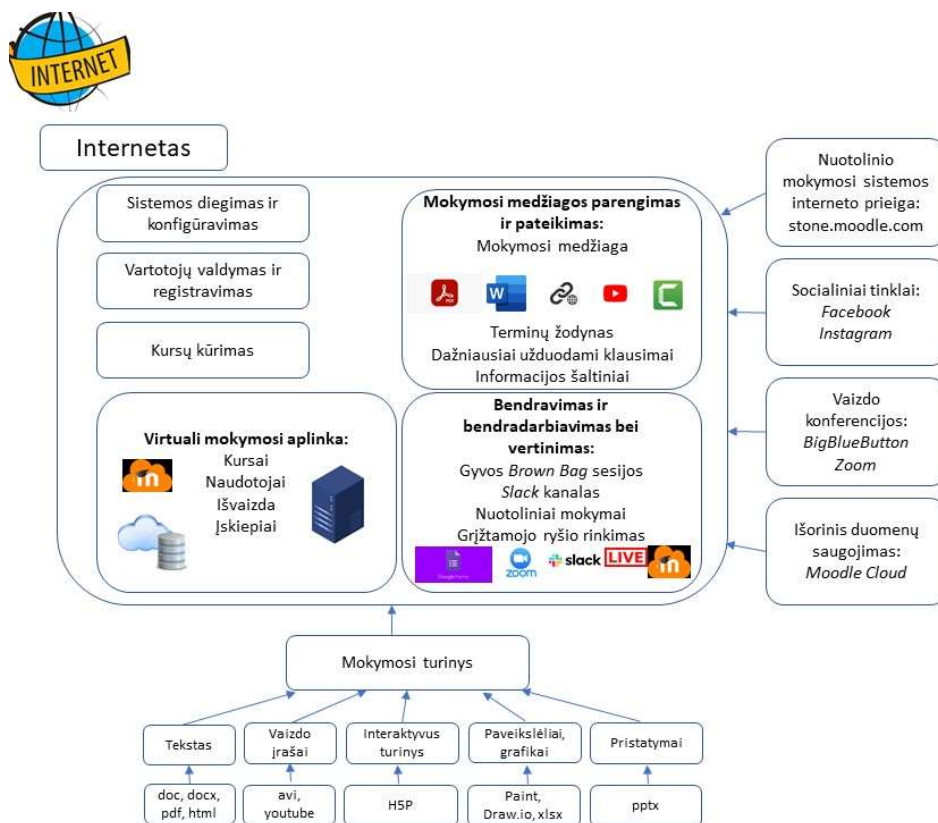 INTERNET
Internetas
Sistemos diegimas ir
konfigūravimas
Vartotojų valdymas ir
registravimas
Kursų kūrimas
Mokymosi medžiagos parengimas
ir pateikimas:
Mokymosi medžiaga
PDF
W
C
Terminų žodynas
Dažniausiai užduodami klausimai
Informacijos šaltiniai
Virtuali mokymosi aplinka:
Kursai
Naudotojai
Išvaizda
Įskiepiai
m
Bendravimas ir
bendradarbiavimas bei
vertinimas:
Gyvos Brown Bag sesijos
Slack kanalas
Nuotoliniai mokymai
Grįžtamojo ryšio rinkimas
Google Forms
zoom
slack
LIVE
m
Nuotolinio
mokymosi sistemos
interneto prieiga:
stone.moodle.com
Socialiniai tinklai:
Facebook
Instagram
Vaizdo
konferencijos:
BigBlueButton
Zoom
Išorinis duomenų
saugojimas:
Moodle Cloud
Mokymosi turinys
Tekstas
Vaizdo
įrašai
Interaktyvus
turinys
Paveikslėliai,
grafikai
Pristatymai
doc, docx,
pdf, html
avi,
youtube
H5P
Paint,
Draw.io, xlsx
pptx